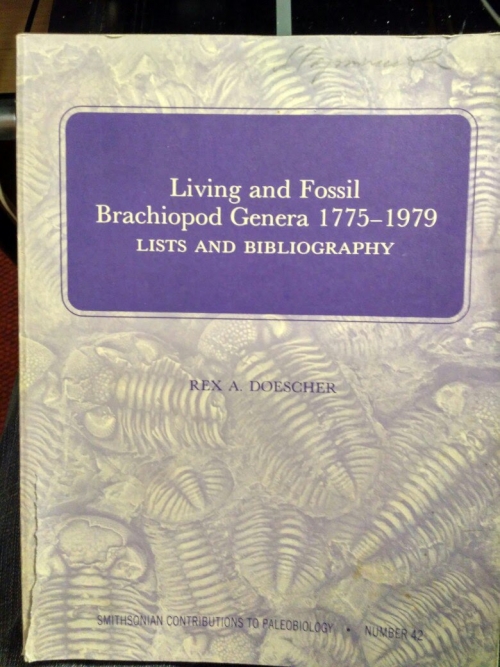 Living and Fossil
Brachiopod Genera 1775–1979
LISTS AND BIBLIOGRAPHY
REX A. DOESCHER
SMITHSONIAN CONTRIBUTIONS TO PALEOBIOLOGY • NUMBER 42